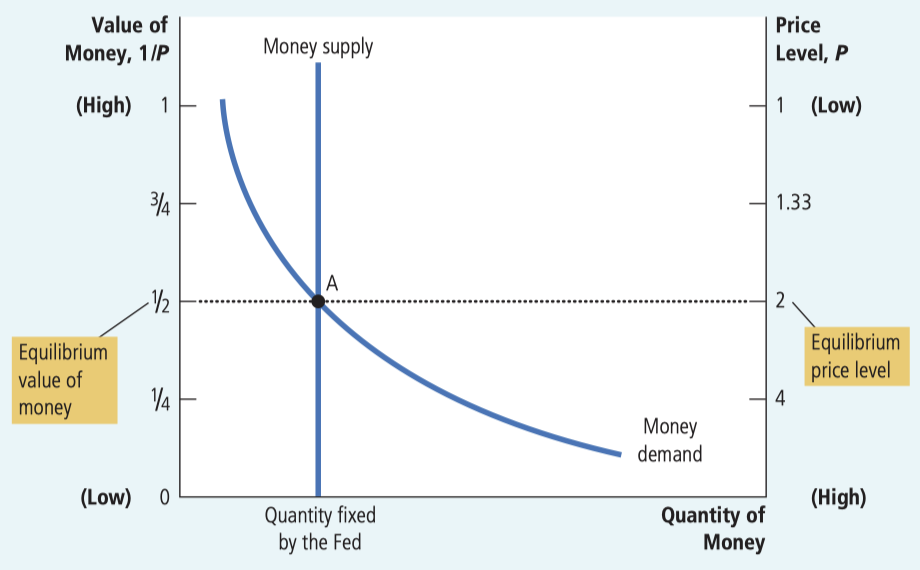 Value of
Money, 1/P
Price
Level, P
Money supply
(High)
1
1
(Low)
3/4
1.33
A
1/2
2
Equilibrium
value of
money
Equilibrium
price level
1/4
4
Money
demand
(Low)
0
(High)
Quantity fixed
by the Fed
Quantity of
Money